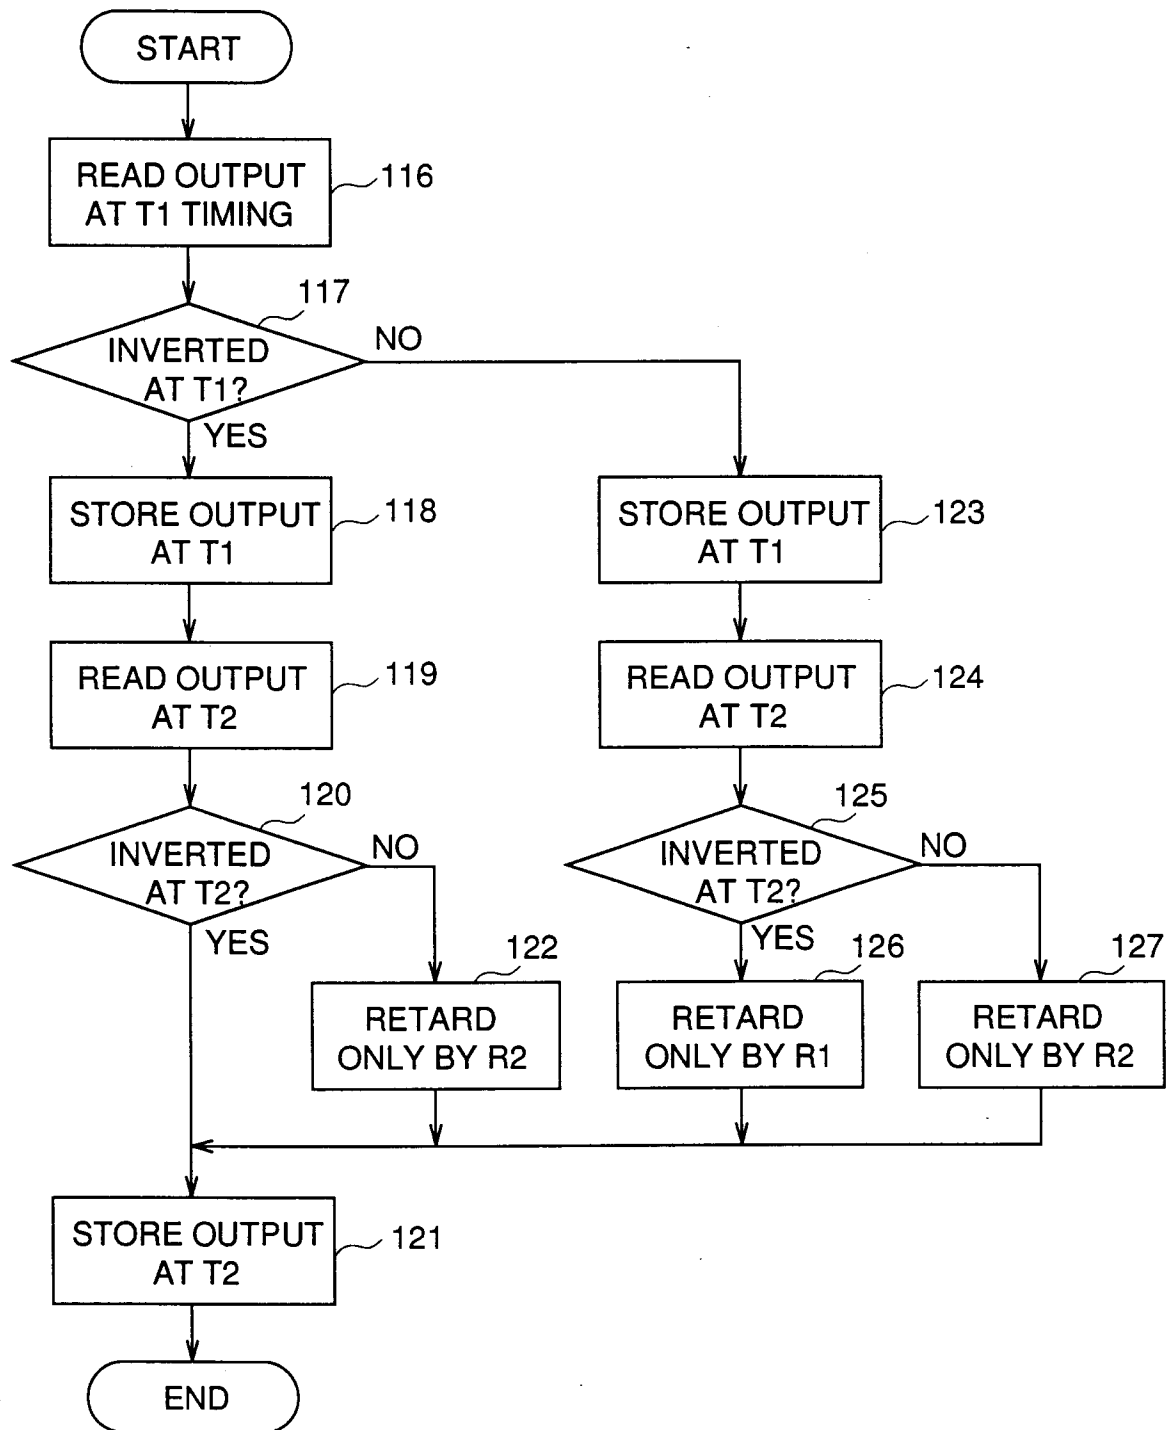 START
READ OUTPUT
AT T1 TIMING
116
117
INVERTED
AT T1?
NO
YES
STORE OUTPUT
AT T1
118
STORE OUTPUT
AT T1
123
READ OUTPUT
AT T2
119
READ OUTPUT
AT T2
124
120
INVERTED
AT T2?
NO
YES
125
INVERTED
AT T2?
NO
YES
122
RETARD
ONLY BY R2
126
RETARD
ONLY BY R1
127
RETARD
ONLY BY R2
STORE OUTPUT
AT T2
121
END